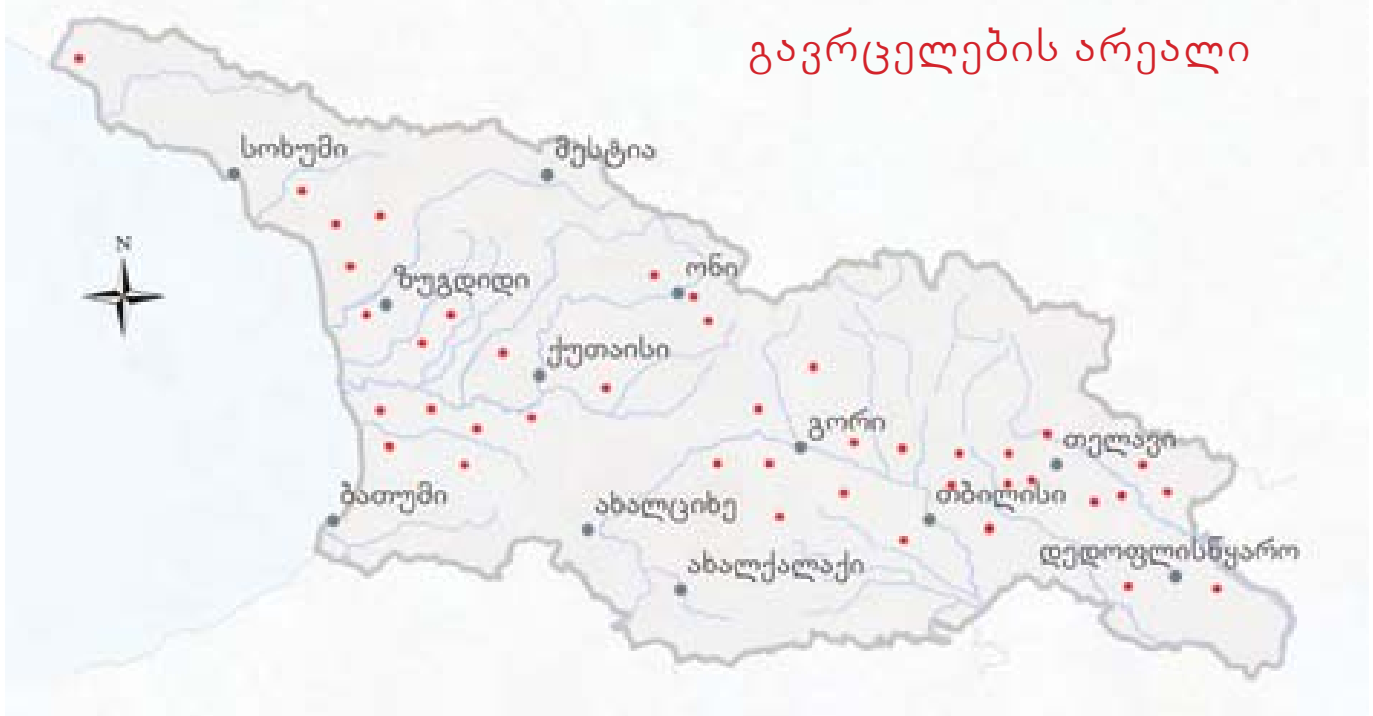 გავრცელების არეალი
სოხუმი
მესტია
N
ონი
ზუგდიდი
ქუთაისი
გორი
თელავი
ბათუმი
ახალციხე
თბილისი
დედოფლისწყარო
ახალქალაქი